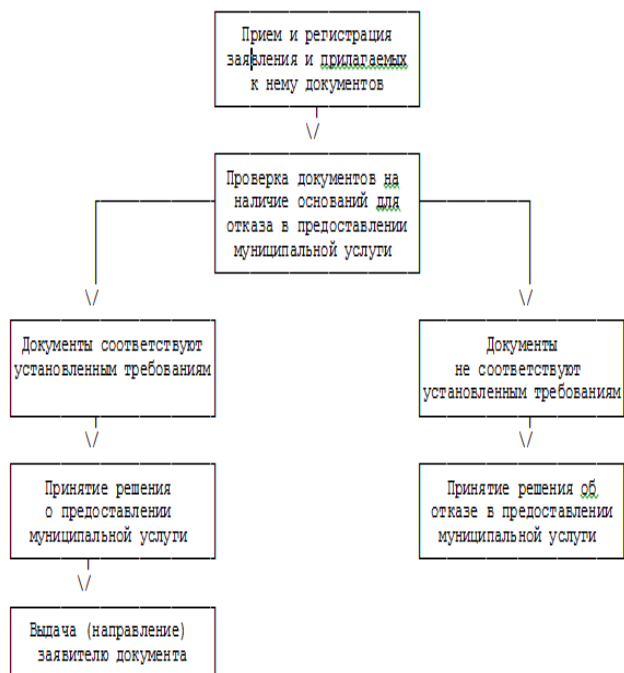 Прием и регистрация
заявления и прилагаемых
к нему документов
\/
Проверка документов на
наличие оснований для
отказа в предоставлении
муниципальной услуги
\/
\/
Документы соответствуют
установленным требованиям
Документы
не соответствуют
установленным требованиям
\/
\/
Принятие решения
о предоставлении
муниципальной услуги
Принятие решения об
отказе в предоставлении
муниципальной услуги
\/
Выдача (направление)
заявителю документа